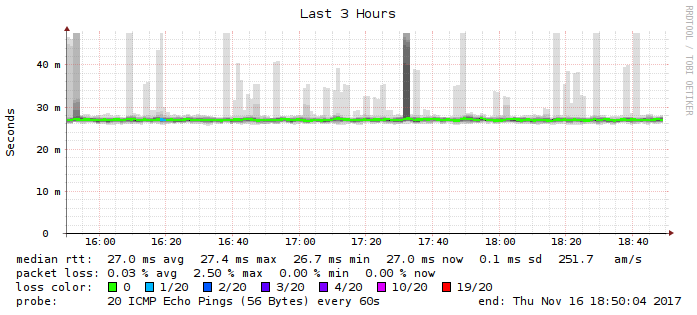 Last 3 Hours
RRDTOOL / TOBI OETIKER
Seconds
40 m
30 m
20 m
10 m
0
16:00 16:20 16:40 17:00 17:20 17:40 18:00 18:20 18:40
median rtt: 27.0 ms avg 27.4 ms max 26.7 ms min 27.0 ms now 0.1 ms sd 251.7 am/s
packet loss: 0.03 % avg 2.50 % max 0.00 % min 0.00 % now
loss color: 0 1/20 2/20 3/20 4/20 10/20 19/20
probe: 20 ICMP Echo Pings (56 Bytes) every 60s end: Thu Nov 16 18:50:04 2017